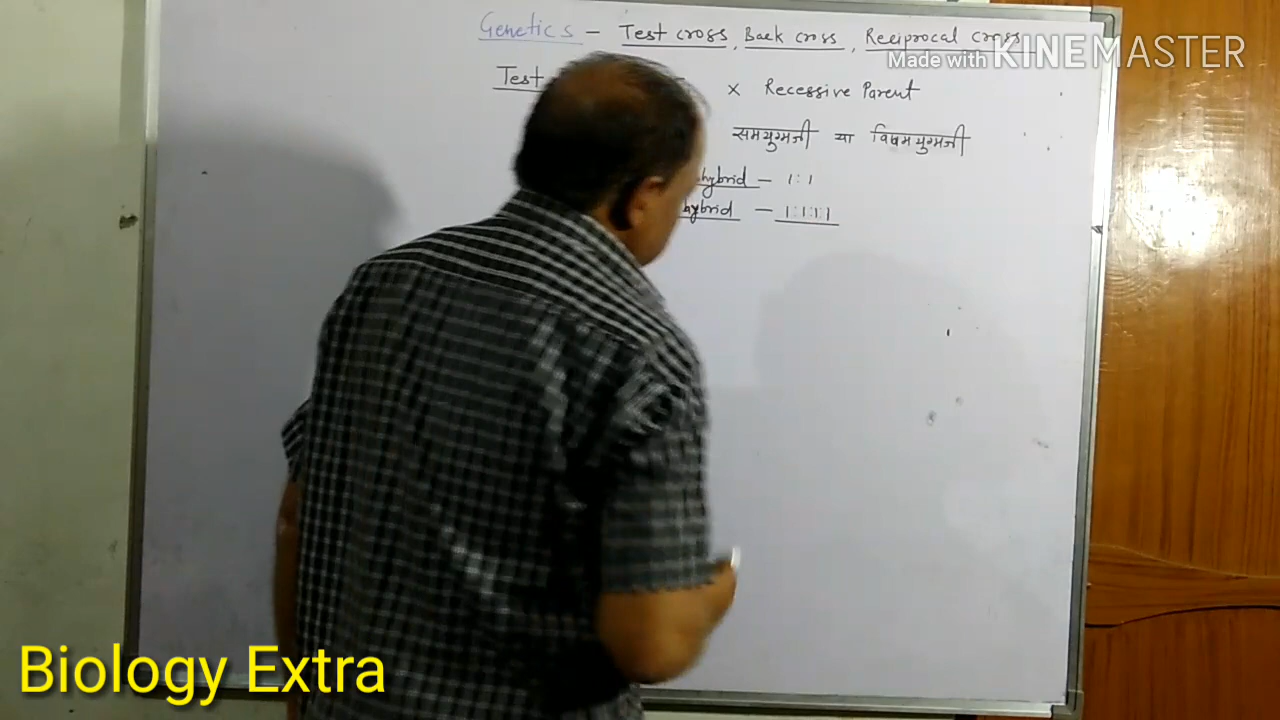 Genetics - Test cross, Back cross, Reciprocal cross
Made with KINEMASTER
Test x Recessive Parent
समयुग्मजी या विषमयुग्मजी
hybrid - 1:1
hybrid - 1:1:1:1
Biology Extra